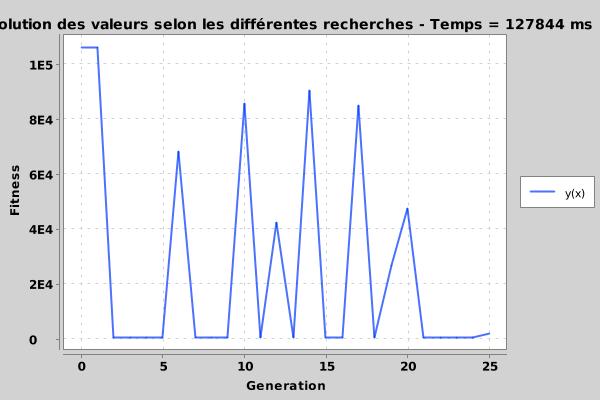 olution des valeurs selon les différentes recherches - Temps = 127844 ms
1E5
8E4
6E4
4E4
2E4
0
Fitness
0 5 10 15 20 25
Generation
y(x)